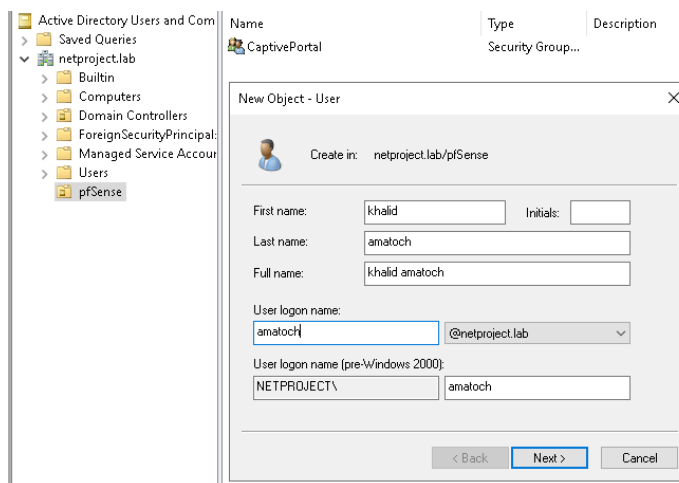 Active Directory Users and Com
Saved Queries
netproject.lab
Builtin
Computers
Domain Controllers
ForeignSecurityPrincipal:
Managed Service Accour
Users
pfSense
Name Type Description
CaptivePortal Security Group...
New Object - User
Create in: netproject.lab/pfSense
First name: khalid Initials:
Last name: amatoch
Full name: khalid amatoch
User logon name:
amatoch @netproject.lab
User logon name (pre-Windows 2000):
NETPROJECT\ amatoch
< Back Next > Cancel